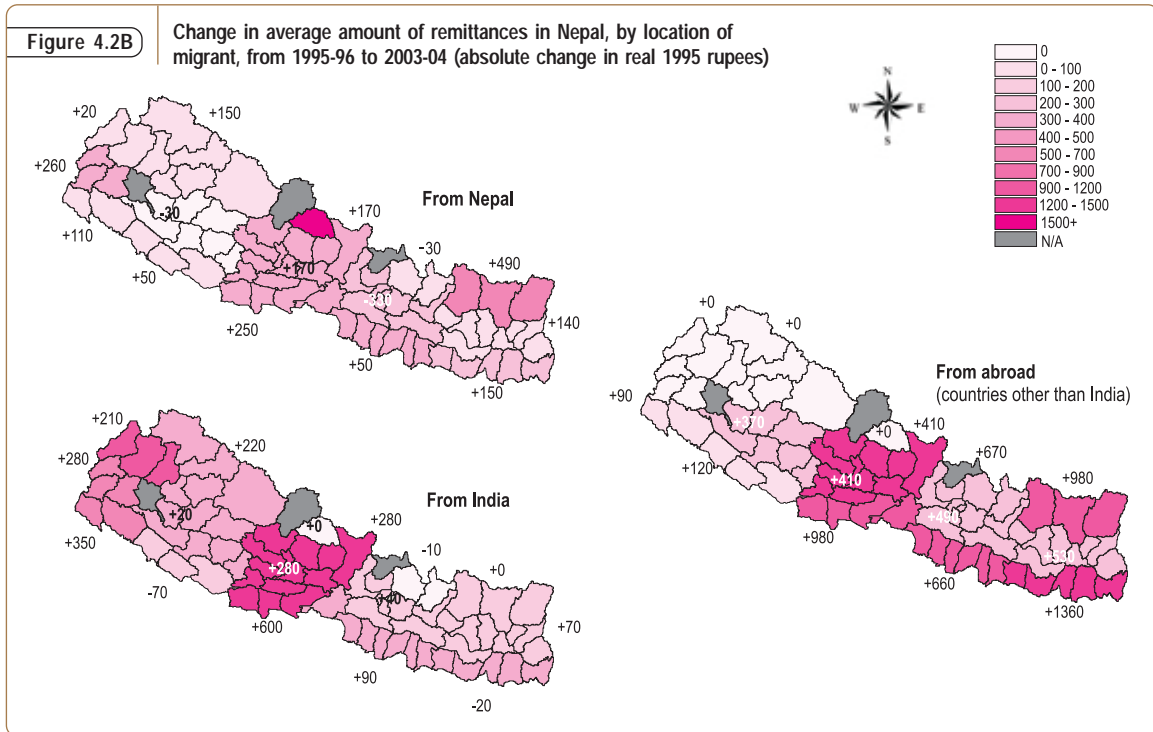 Figure 4.2B
Change in average amount of remittances in Nepal, by location of
migrant, from 1995-96 to 2003-04 (absolute change in real 1995 rupees)
N
W E
S
0
0 - 100
100 - 200
200 - 300
300 - 400
400 - 500
500 - 700
700 - 900
900 - 1200
1200 - 1500
1500+
N/A
From Nepal
+20
+150
+260
-30
+110
+50
+170
+170
-30
+490
-330
+250
+140
+50
+150
From India
+210
+220
+280
+20
+350
-70
+0
+280
+280
-10
+0
+40
+600
+70
+90
-20
From abroad
(countries other than India)
+0
+0
+90
+370
+120
+0
+410
+410
+670
+980
+490
+980
+530
+660
+1360